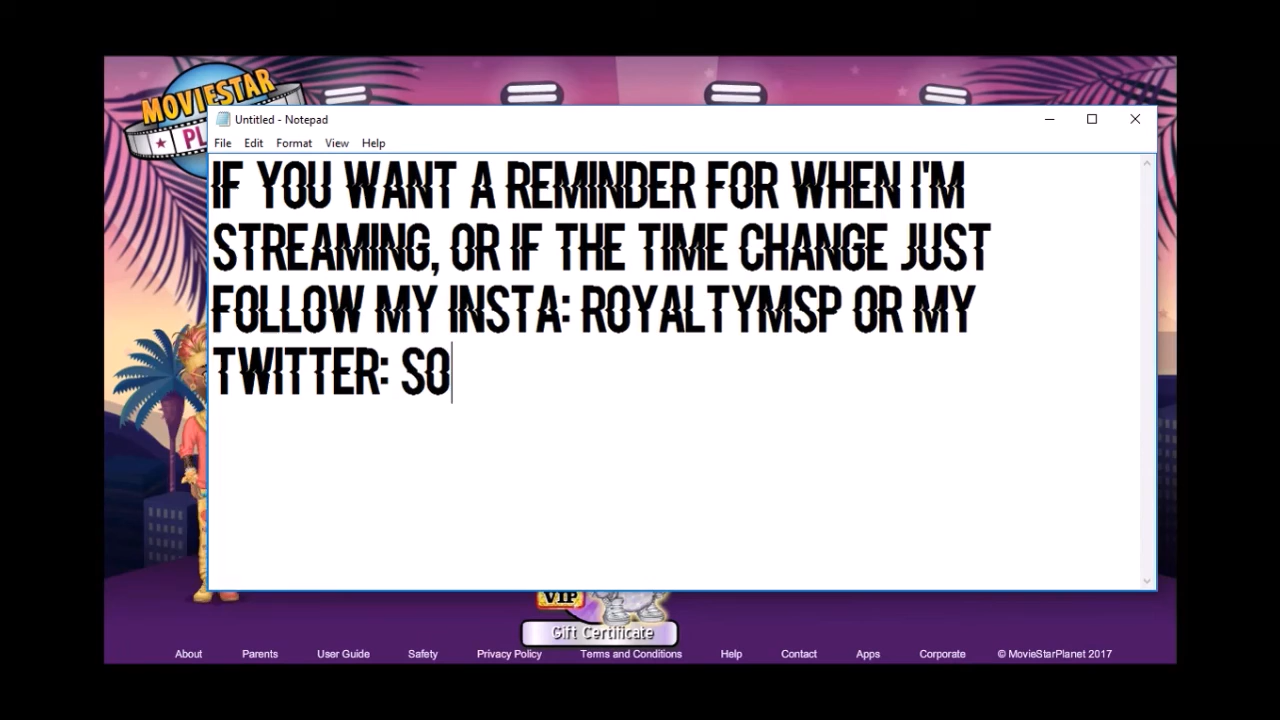 MOVIESTAR
PL
Untitled - Notepad
File Edit Format View Help
IF YOU WANT A REMINDER FOR WHEN I'M
STREAMING, OR IF THE TIME CHANGE JUST
FOLLOW MY INSTA: ROYALTYMSP OR MY
TWITTER: SO
VIP
Gift Certificate
About Parents User Guide Safety Privacy Policy Terms and Conditions Help Contact Apps Corporate © MovieStarPlanet 2017